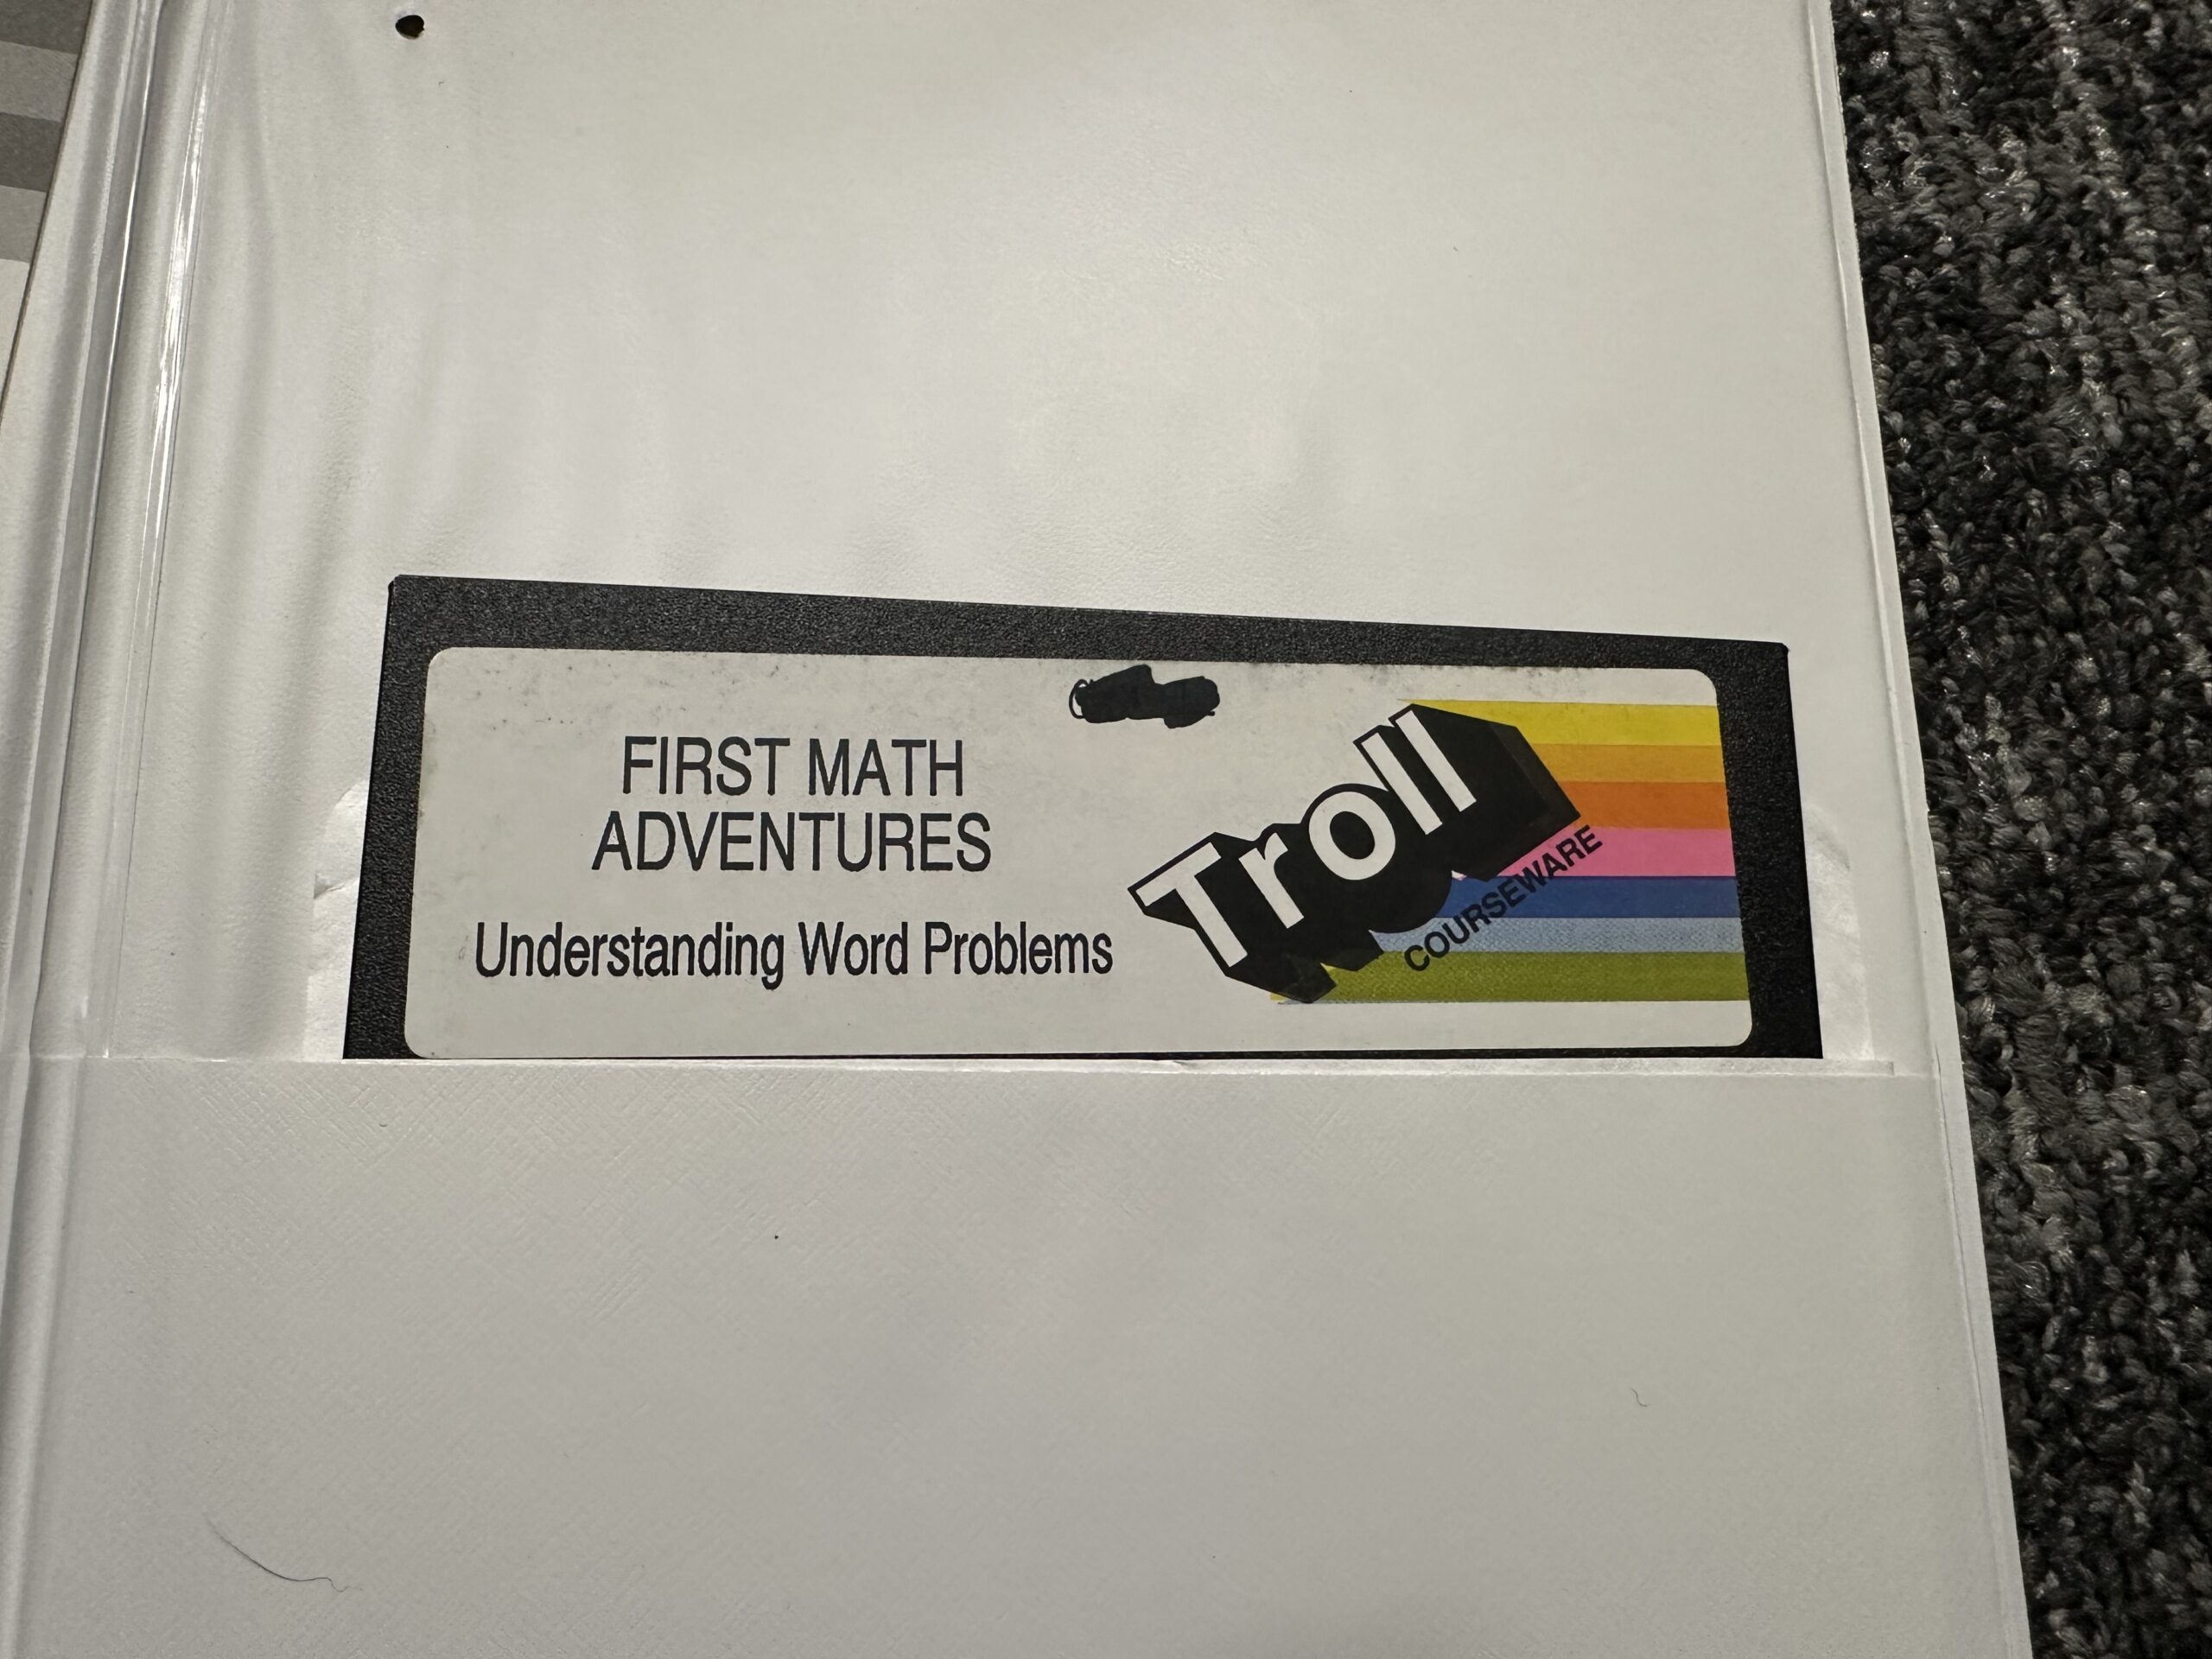 FIRST MATH
ADVENTURES
Understanding Word Problems
Troll
COURSEWARE